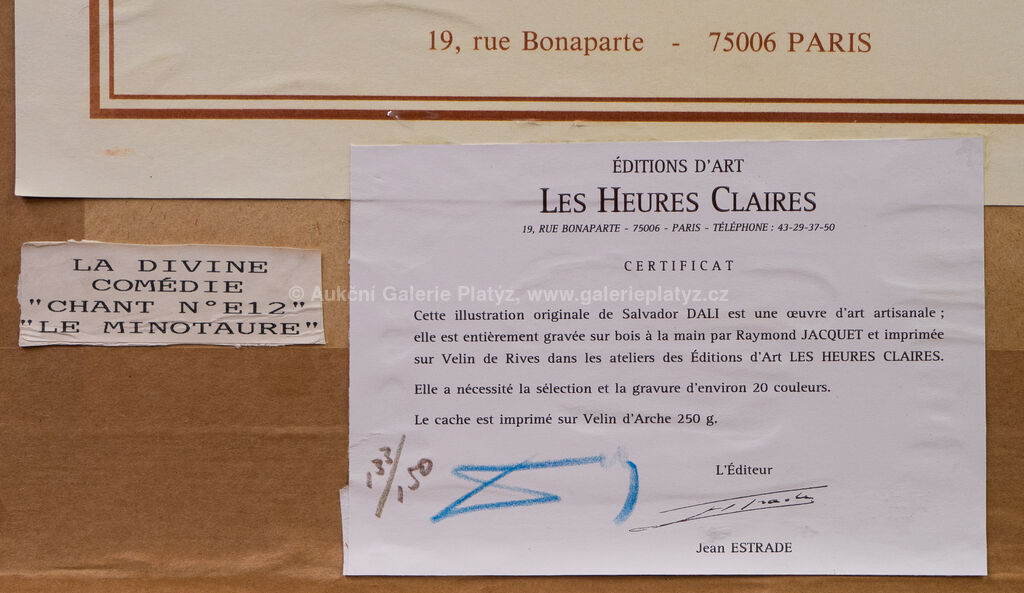 19, rue Bonaparte - 75006 PARIS
ÉDITIONS D'ART
LES HEURES CLAIRES
19, RUE BONAPARTE - 75006 - PARIS - TÉLÉPHONE : 43-29-37-50
CERTIFICAT
LA DIVINE
COMÉDIE
"CHANT N°E12"
"LE MINOTAURE"
© Aukční Galerie Platýz, www.galerieplatyz.cz
Cette illustration originale de Salvador DALI est une œuvre d'art artisanale ;
elle est entièrement gravée sur bois à la main par Raymond JACQUET et imprimée
sur Velin de Rives dans les ateliers des Éditions d'Art LES HEURES CLAIRES.
Elle a nécessité la sélection et la gravure d'environ 20 couleurs.
Le cache est imprimé sur Velin d'Arche 250 g.
133/150
L'Éditeur
Jean ESTRADE